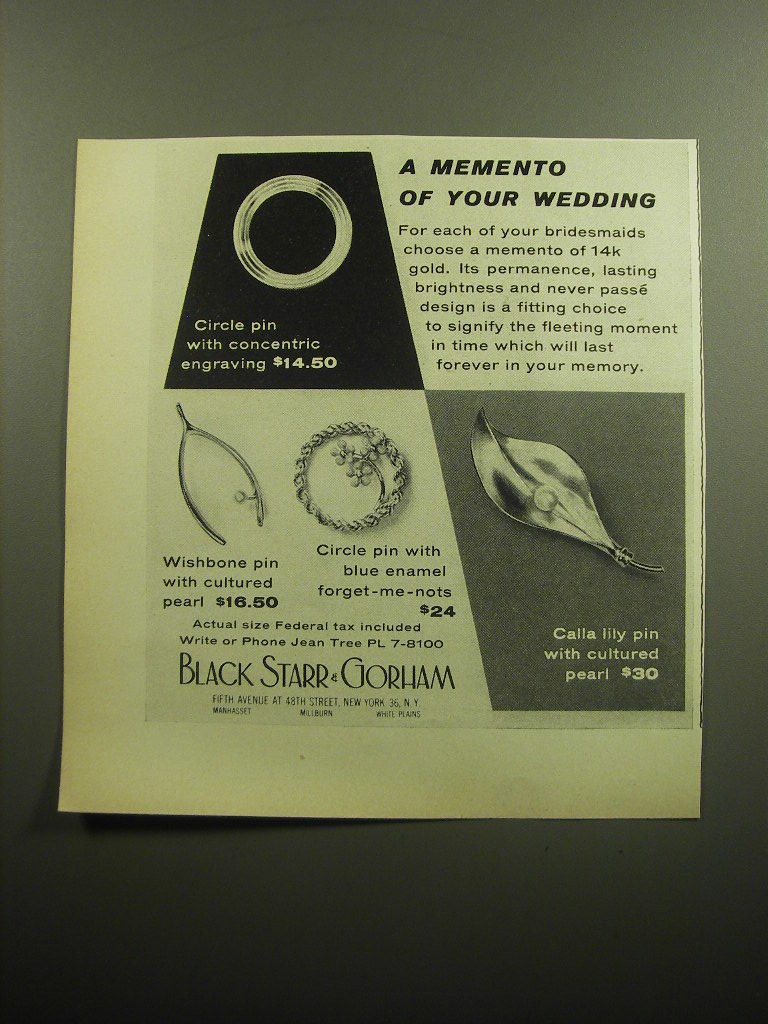 A MEMENTO
OF YOUR WEDDING
For each of your bridesmaids
choose a memento of 14k
gold. Its permanence, lasting
brightness and never passé
design is a fitting choice
to signify the fleeting moment
in time which will last
forever in your memory.
Circle pin
with concentric
engraving $14.50
Wishbone pin
with cultured
pearl $16.50
Circle pin with
blue enamel
forget-me-nots
$24
Calla lily pin
with cultured
pearl $30
Actual size Federal tax included
Write or Phone Jean Tree PL 7-8100
BLACK STARR & GORHAM
FIFTH AVENUE AT 48TH STREET, NEW YORK 36, N.Y.
MANHASSET MILLBURN WHITE PLAINS